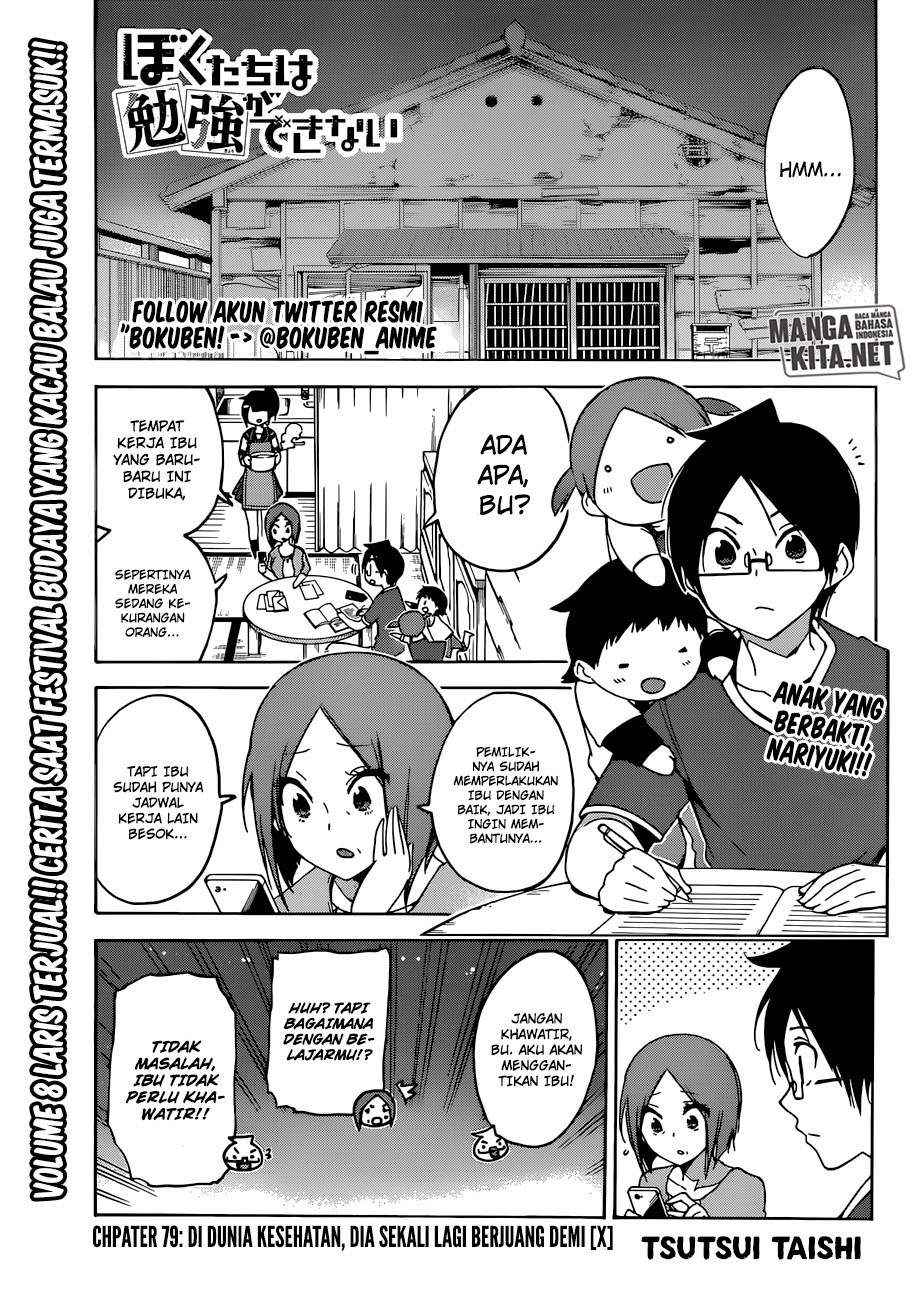 VOLUME 8 LARIS TERJUAL!! CERITA SAAT FESTIVAL BUDAYA YANG KACAU BALAU JUGA TERMASUK!!
ぼくたちは
勉強が
できない
HMM...
FOLLOW AKUN TWITTER RESMI
"BOKUBEN! -> @BOKUBEN_ANIME
MANGA
KITA.NET
BACA MANGA
BAHASA
INDONESIA
ADA
APA,
BU?
TEMPAT
KERJA IBU
YANG BARU-
BARU INI
DIBUKA,
SEPERTINYA
MEREKA
SEDANG KE-
KURANGAN
ORANG...
ANAK YANG
BERBAKTI,
NARIYUKI!!
PEMILIK-
NYA SUDAH
MEMPERLAKUKAN
IBU DENGAN
BAIK, JADI IBU
INGIN MEM-
BANTUNYA...
TAPI IBU
SUDAH PUNYA
JADWAL
KERJA LAIN
BESOK...
JANGAN
KHAWATIR,
BU. AKU AKAN
MENGGAN-
TIKAN IBU!
HUH? TAPI
BAGAIMANA
DENGAN BE-
LAJARMU!?
TIDAK
MASALAH,
IBU TIDAK
PERLU KHA-
WATIR!!
CHPATER 79: DI DUNIA KESEHATAN, DIA SEKALI LAGI BERJUANG DEMI [X]
TSUTSUI TAISHI